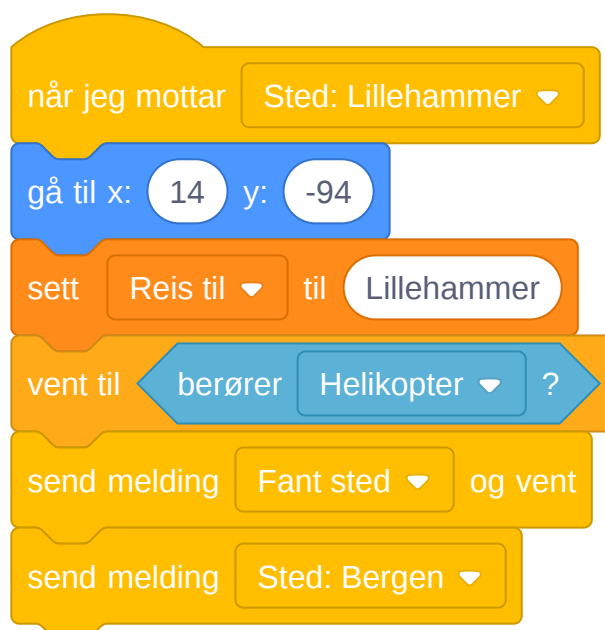 når jeg mottar Sted: Lillehammer
gå til x: 14 y: -94
sett Reis til til Lillehammer
vent til berører Helikopter ?
send melding Fant sted og vent
send melding Sted: Bergen